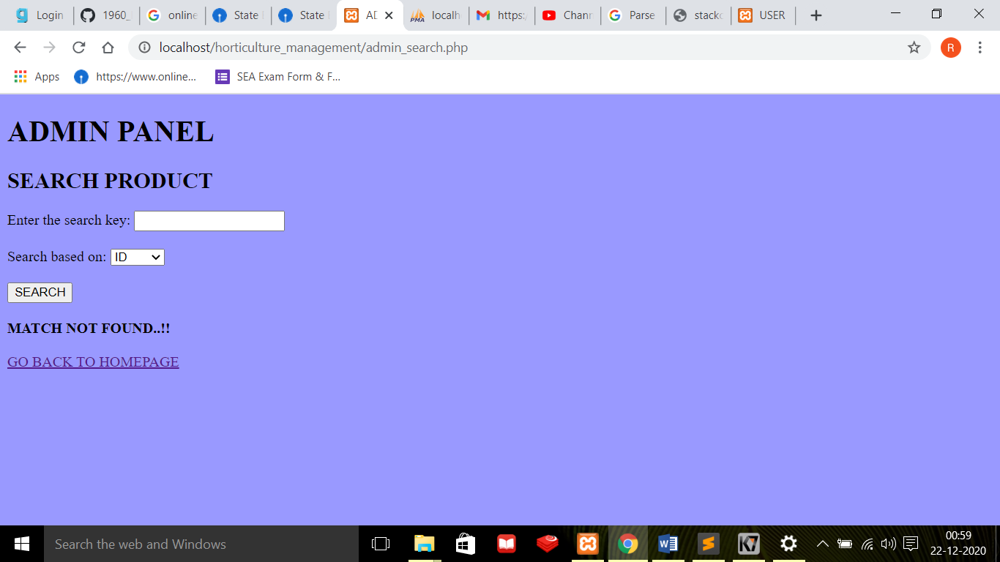 Login
1960_
online
State
State
AD
localh
https:/
Chann
Parse
stack
USER
localhost/horticulture_management/admin_search.php
R
Apps
https://www.online...
SEA Exam Form & F...
ADMIN PANEL
SEARCH PRODUCT
Enter the search key:
Search based on: ID
SEARCH
MATCH NOT FOUND..!!
GO BACK TO HOMEPAGE
Search the web and Windows
00:59
22-12-2020